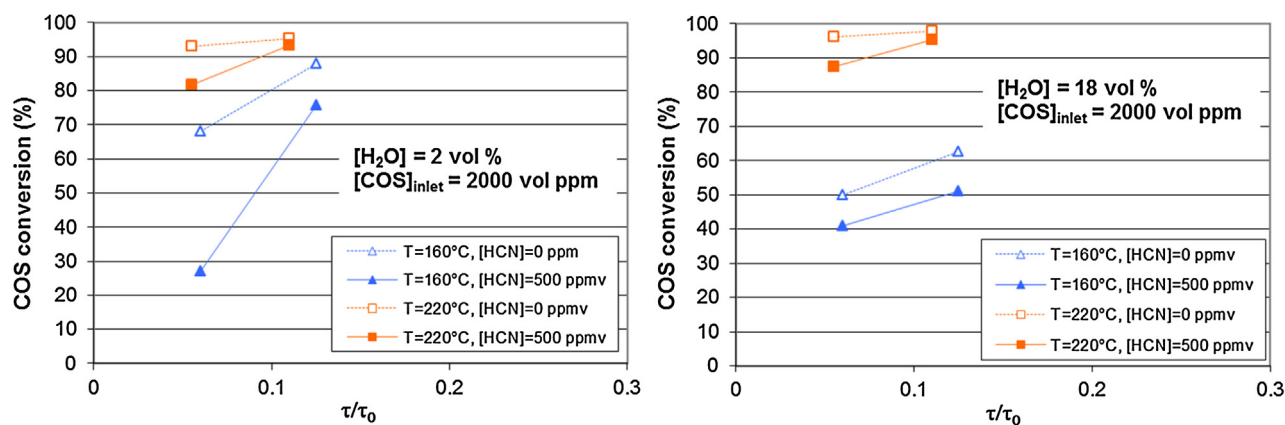 COS conversion (%)
100
90
80
70
60
50
40
30
20
10
0
[H₂O] = 2 vol %
[COS]inlet = 2000 vol ppm
T=160°C, [HCN]=0 ppm
T=160°C, [HCN]=500 ppmv
T=220°C, [HCN]=0 ppmv
T=220°C, [HCN]=500 ppmv
0 0.1 0.2 0.3
τ/τ₀
COS conversion (%)
100
90
80
70
60
50
40
30
20
10
0
[H₂O] = 18 vol %
[COS]inlet = 2000 vol ppm
T=160°C, [HCN]=0 ppmv
T=160°C, [HCN]=500 ppmv
T=220°C, [HCN]=0 ppmv
T=220°C, [HCN]=500 ppmv
0 0.1 0.2 0.3
τ/τ₀